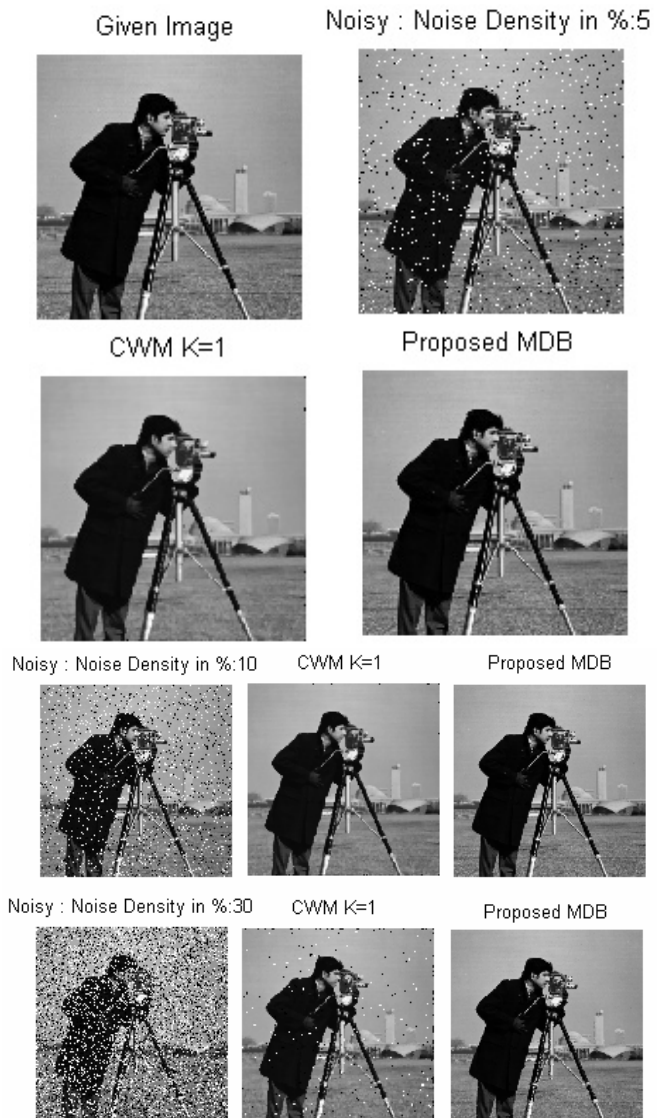 Given Image
Noisy : Noise Density in %:5
CWM K=1
Proposed MDB
Noisy : Noise Density in %:10
CWM K=1
Proposed MDB
Noisy : Noise Density in %:30
CWM K=1
Proposed MDB